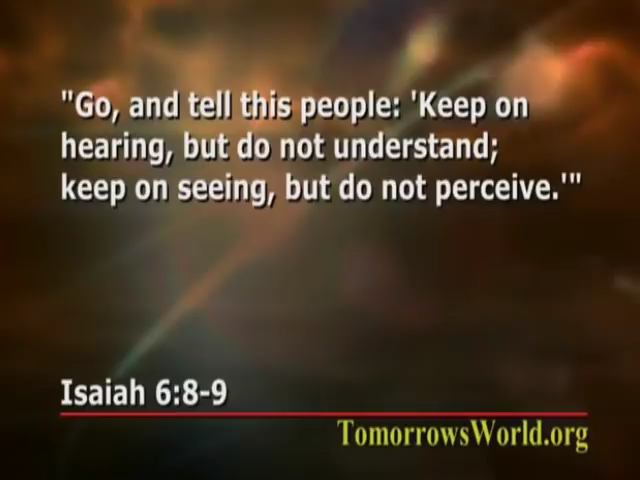 "Go, and tell this people: 'Keep on
hearing, but do not understand;
keep on seeing, but do not perceive.'"
Isaiah 6:8-9
TomorrowsWorld.org